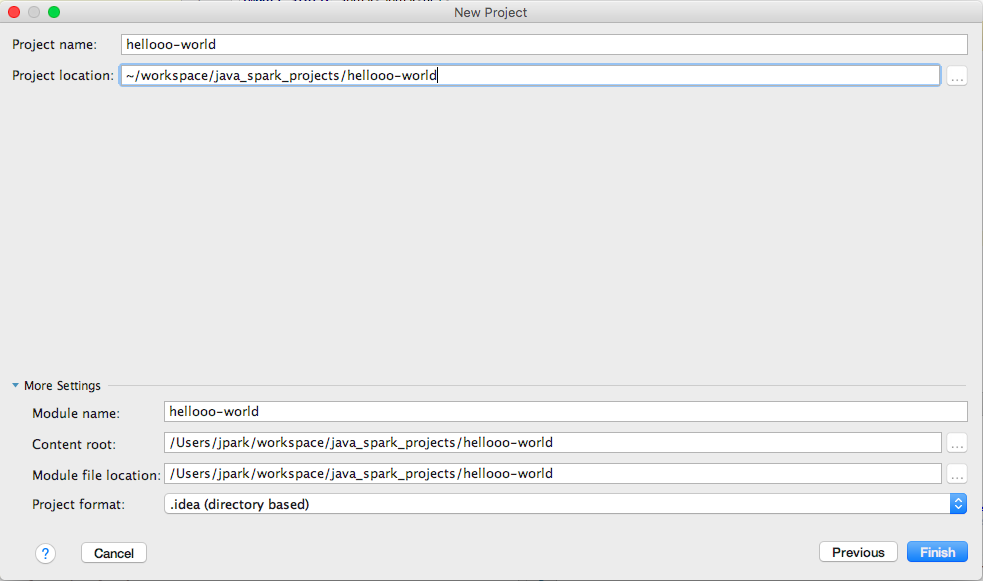 New Project
Project name: hellooo-world
Project location: ~/workspace/java_spark_projects/hellooo-world ...
More Settings
Module name: hellooo-world
Content root: /Users/jpark/workspace/java_spark_projects/hellooo-world ...
Module file location: /Users/jpark/workspace/java_spark_projects/hellooo-world ...
Project format: .idea (directory based)
? Cancel Previous Finish